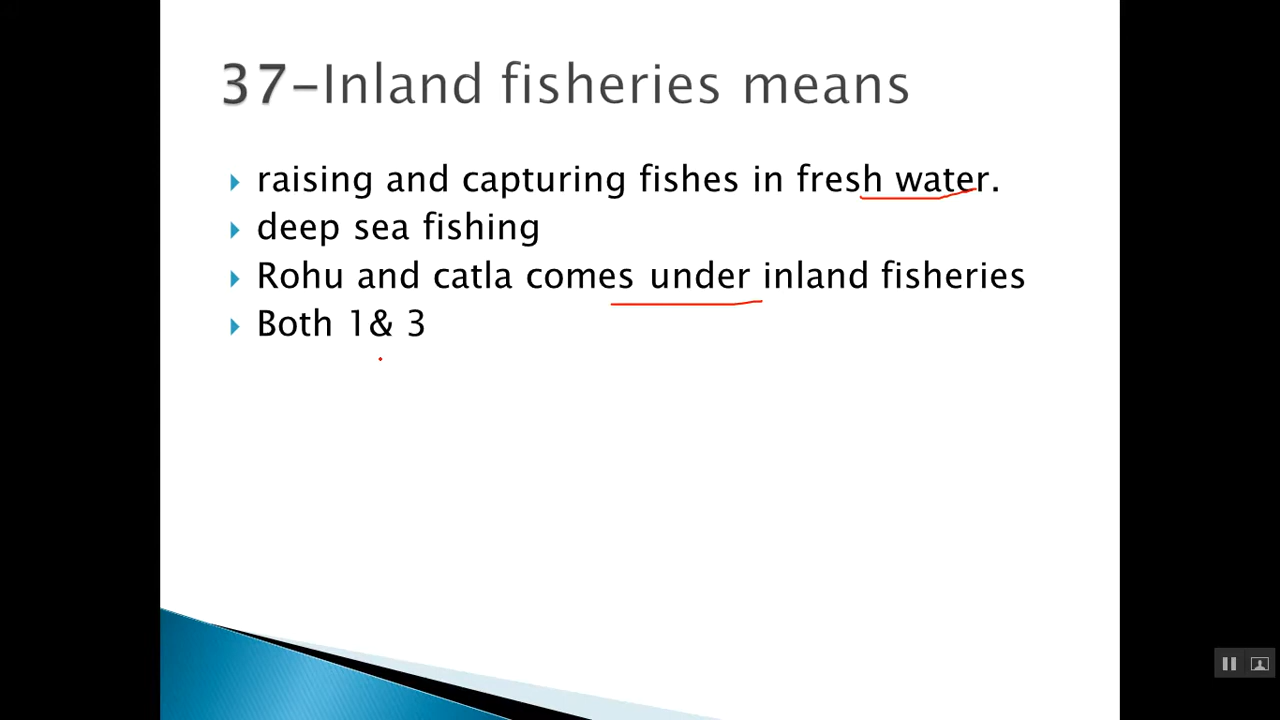 37-Inland fisheries means
raising and capturing fishes in fresh water.
deep sea fishing
Rohu and catla comes under inland fisheries
Both 1& 3